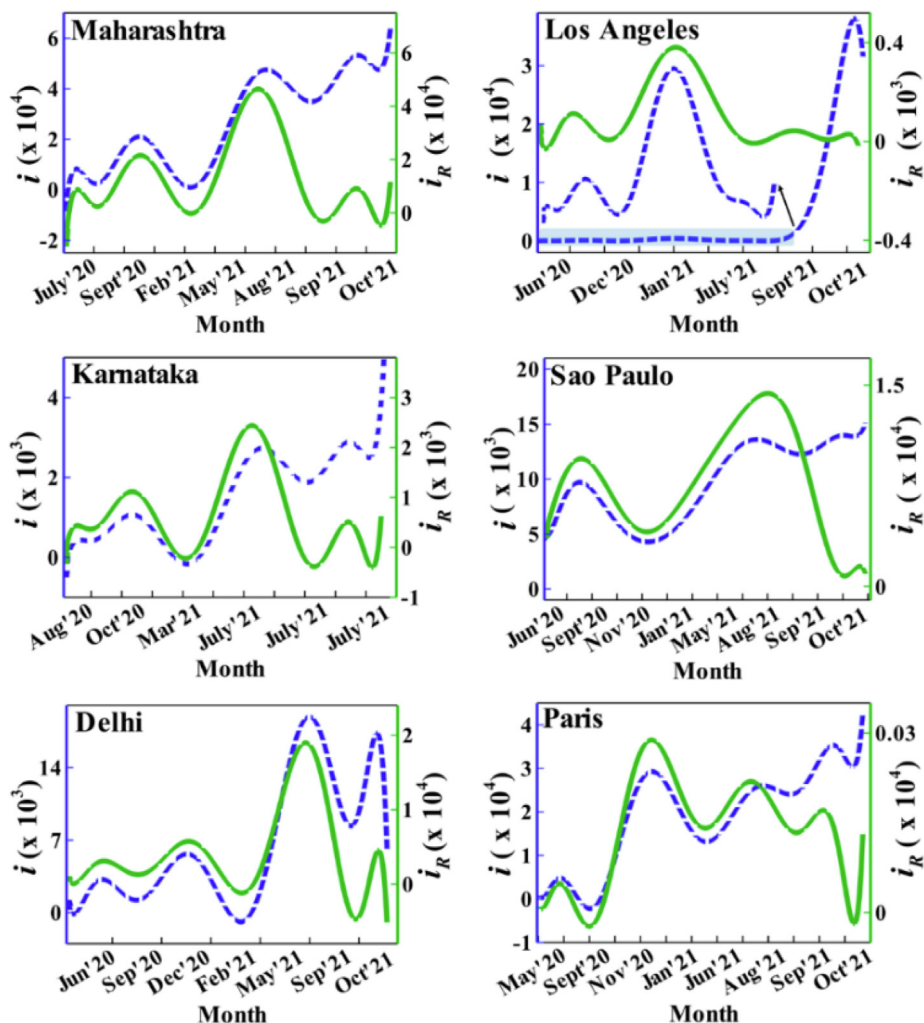 Maharashtra
i (x 10⁴)
6
4
2
0
-2
i_R (x 10⁴)
6
4
2
0
July'20 Sept'20 Feb'21 May'21 Aug'21 Sept'21 Oct'21
Month
Los Angeles
i (x 10⁴)
3
2
1
0
i_R (x 10³)
0.4
0
-0.4
Jun'20 Dec'20 Jan'21 July'21 Sept'21 Oct'21
Month
Karnataka
i (x 10³)
4
2
0
i_R (x 10³)
3
2
1
0
-1
Aug'20 Oct'20 Mar'21 July'21 July'21 July'21
Month
Sao Paulo
i ( x 10³)
20
15
10
5
0
i_R ( x 10⁴)
1.5
0
Jun'20 Sept'20 Nov'20 Jan'21 May'21 Aug'21 Sep'21 Oct'21
Month
Delhi
i (x 10³)
14
7
0
i_R (x 10⁴)
2
1
0
Jun'20 Sep'20 Dec'20 Feb'21 May'21 Sep'21 Oct'21
Month
Paris
i ( x 10⁴)
4
3
2
1
0
-1
i_R ( x 10⁴)
0.03
0
May'20 Sept'20 Nov'20 Jan'21 Jun'21 Aug'21 Sep'21 Oct'21
Month